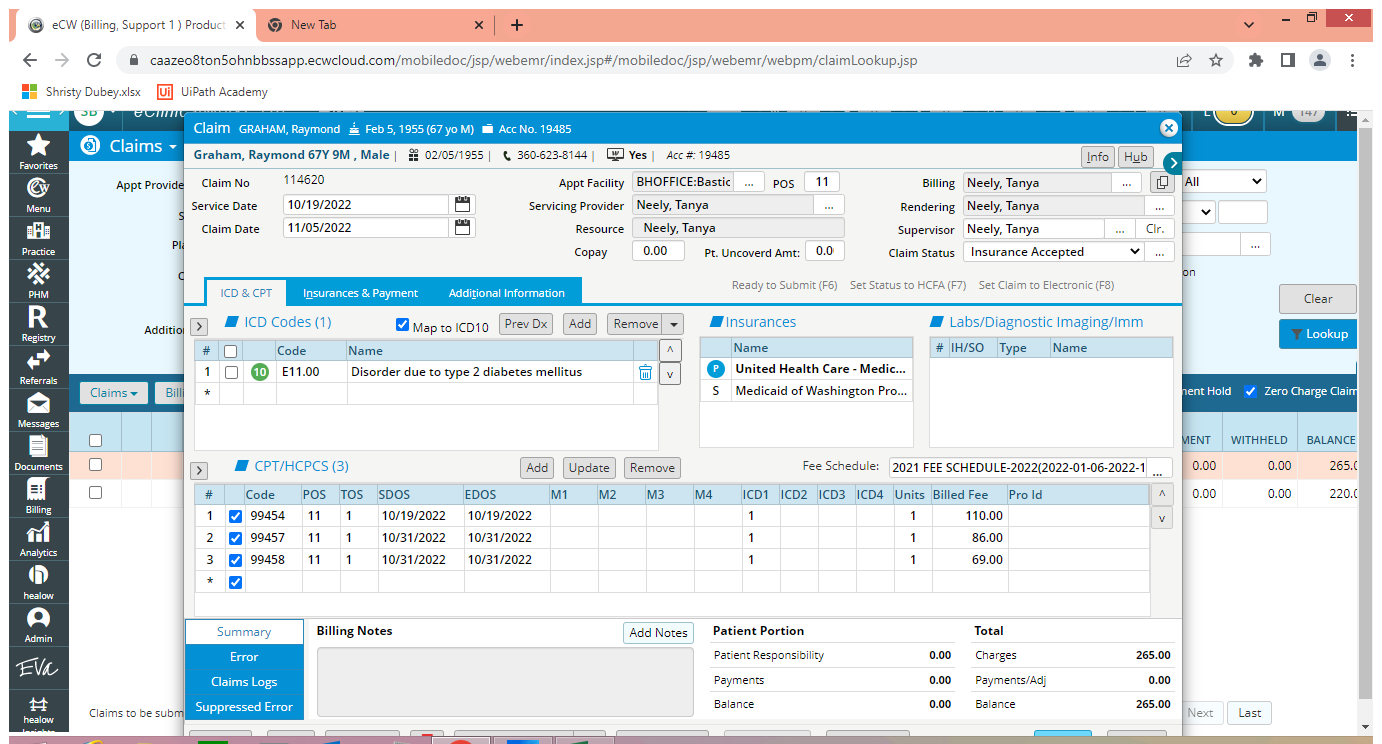 eCW (Billing, Support 1 ) Product
New Tab
caazeo8ton5ohnbbssapp.ecwcloud.com/mobiledoc/jsp/webemr/index.jsp#/mobiledoc/jsp/webemr/webpm/claimLookup.jsp
Shristy Dubey.xlsx
UiPath Academy
Claim GRAHAM, Raymond Feb 5, 1955 (67 yo M) Acc No. 19485
Graham, Raymond 67Y 9M , Male | 02/05/1955 | 360-623-8144 | Yes | Acc #: 19485 Info Hub
Favorites
Menu
Practice
PHM
Registry
Referrals
Messages
Documents
Billing
Analytics
healow
Admin
EVA
healow
Claims
Appt Provide
Additio
Claims
Claims to be subm
Claim No 114620 Appt Facility BHOFFICE:Bastic ... POS 11 Billing Neely, Tanya ...
Service Date 10/19/2022 Servicing Provider Neely, Tanya ... Rendering Neely, Tanya ...
Claim Date 11/05/2022 Resource Neely, Tanya Supervisor Neely, Tanya ... Clr.
Copay 0.00 Pt. Uncoverd Amt: 0.0 Claim Status Insurance Accepted ...
ICD & CPT Insurances & Payment Additional Information Ready to Submit (F6) Set Status to HCFA (F7) Set Claim to Electronic (F8)
ICD Codes (1) Map to ICD10 Prev Dx Add Remove
# Code Name
1 10 E11.00 Disorder due to type 2 diabetes mellitus
*
Insurances
Name
P United Health Care - Medic...
S Medicaid of Washington Pro...
Labs/Diagnostic Imaging/Imm
# IH/SO Type Name
CPT/HCPCS (3) Add Update Remove Fee Schedule: 2021 FEE SCHEDULE-2022(2022-01-06-2022-1 ...
# Code POS TOS SDOS EDOS M1 M2 M3 M4 ICD1 ICD2 ICD3 ICD4 Units Billed Fee Pro Id
1 99454 11 1 10/19/2022 10/19/2022 1 1 110.00
2 99457 11 1 10/31/2022 10/31/2022 1 1 86.00
3 99458 11 1 10/31/2022 10/31/2022 1 1 69.00
*
Summary
Error
Claims Logs
Suppressed Error
Billing Notes Add Notes
Patient Portion
Patient Responsibility 0.00
Payments 0.00
Balance 0.00
Total
Charges 265.00
Payments/Adj 0.00
Balance 265.00
M 147
All
...
on
Clear
Lookup
ment Hold Zero Charge Claim
MENT WITHHELD BALANCE
0.00 0.00 265.0
0.00 0.00 220.0
Next Last